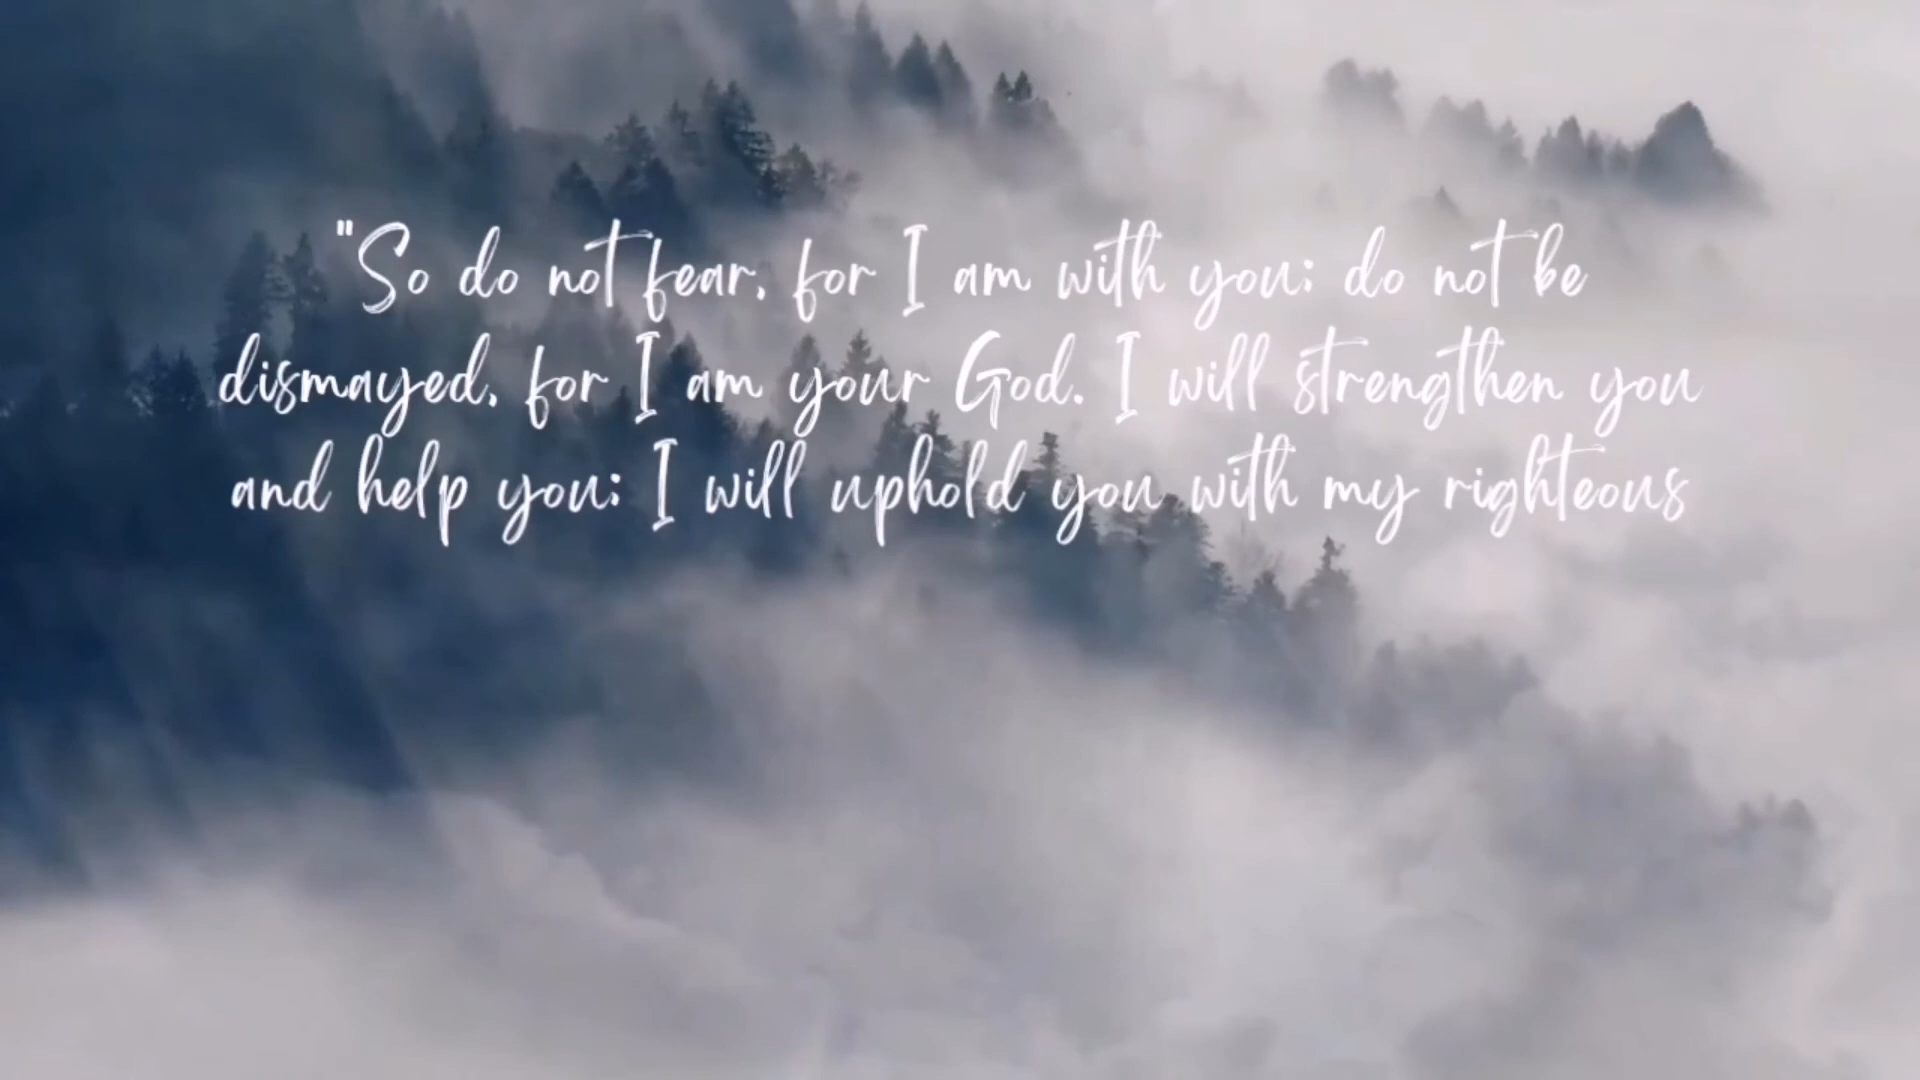 "So do not fear, for I am with you; do not be
dismayed, for I am your God. I will strengthen you
and help you; I will uphold you with my righteous